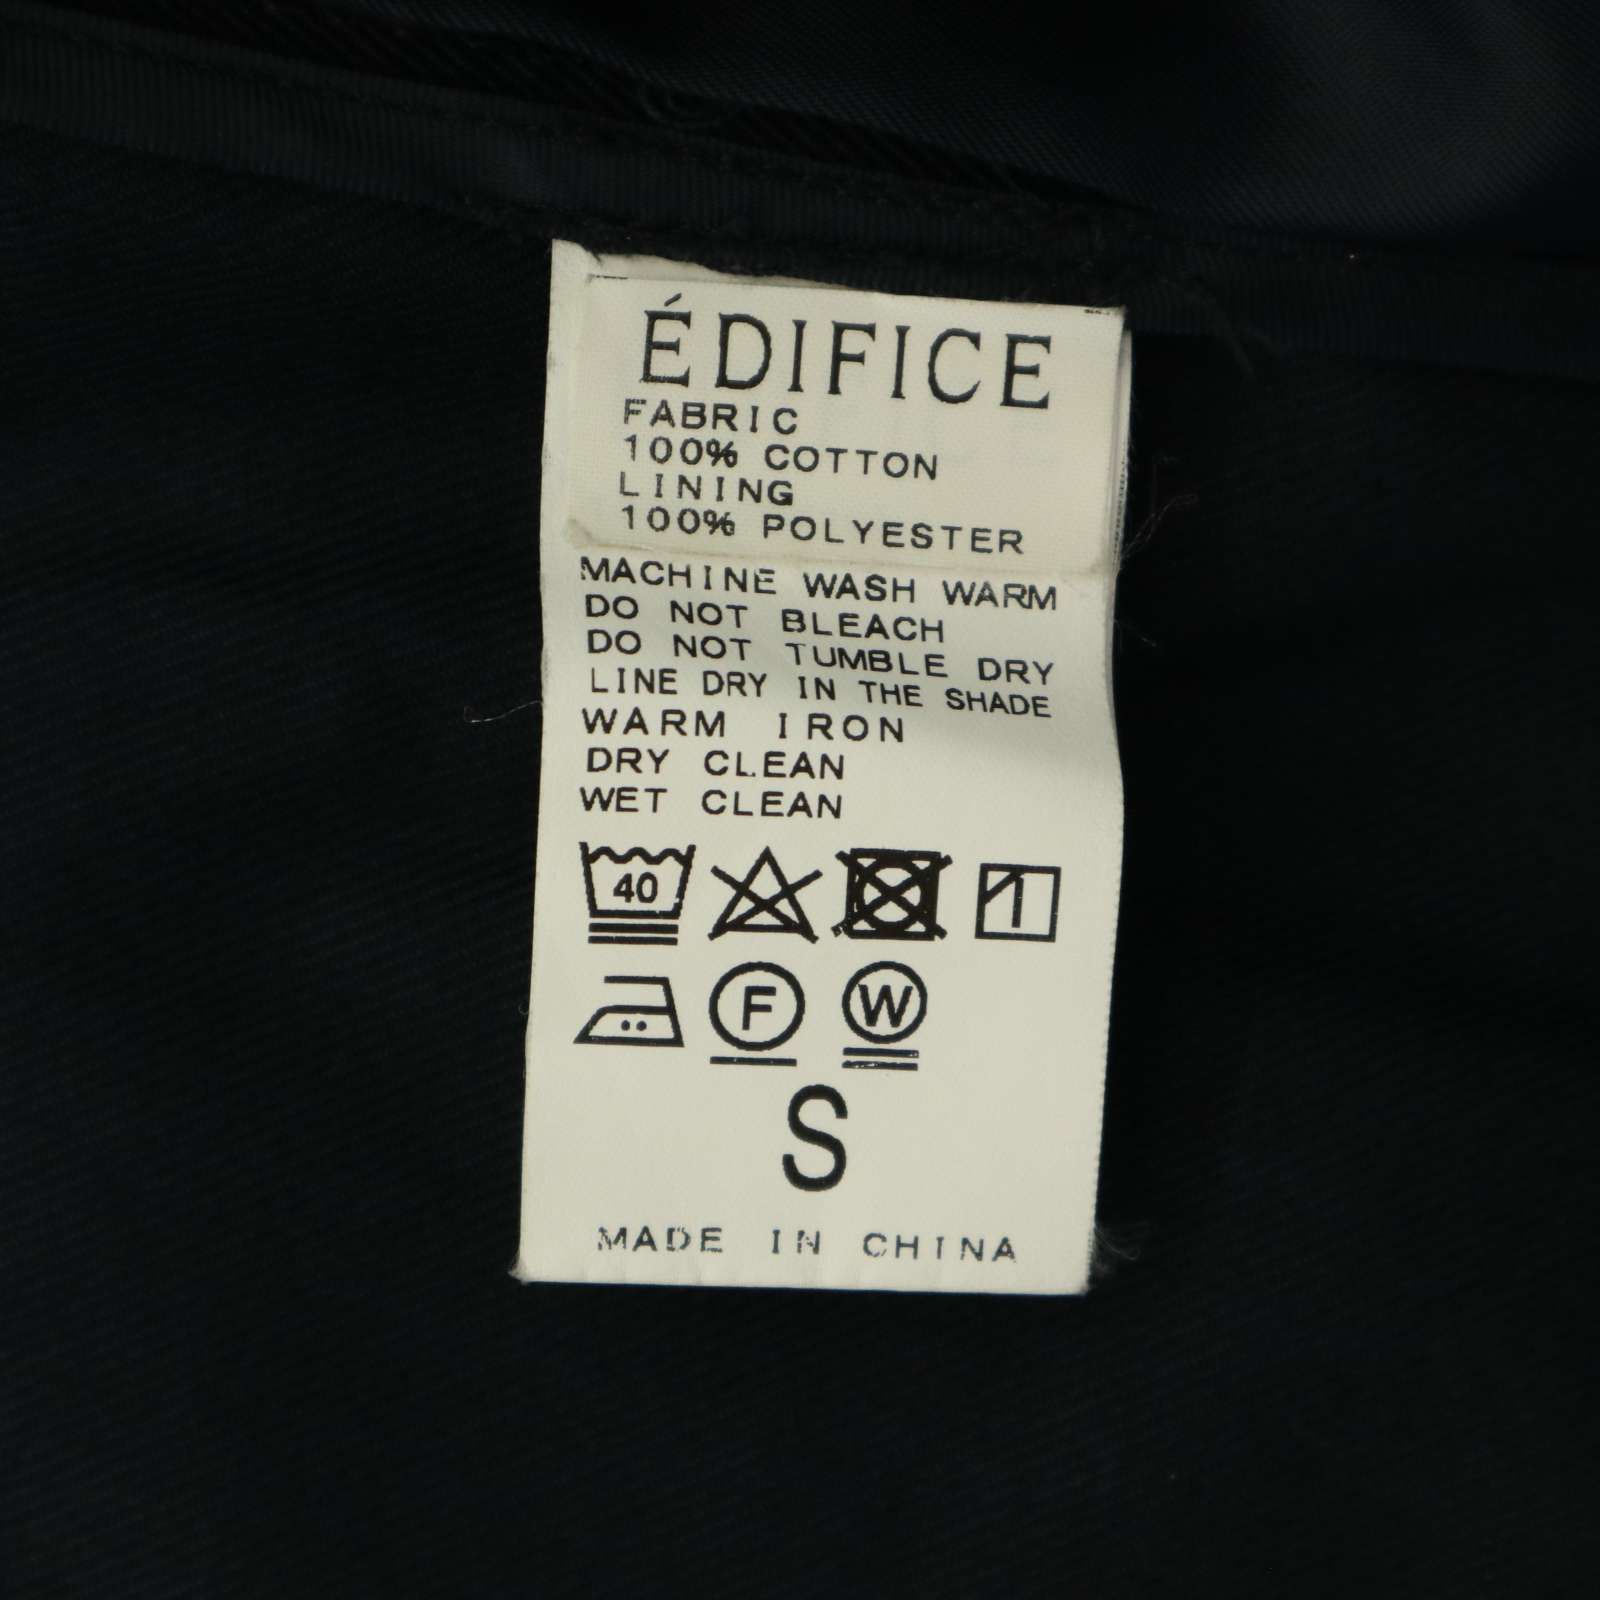 ÉDIFICE
FABRIC
100% COTTON
LINING
100% POLYESTER
MACHINE WASH WARM
DO NOT BLEACH
DO NOT TUMBLE DRY
LINE DRY IN THE SHADE
WARM IRON
DRY CLEAN
WET CLEAN
40
F W
S
MADE IN CHINA